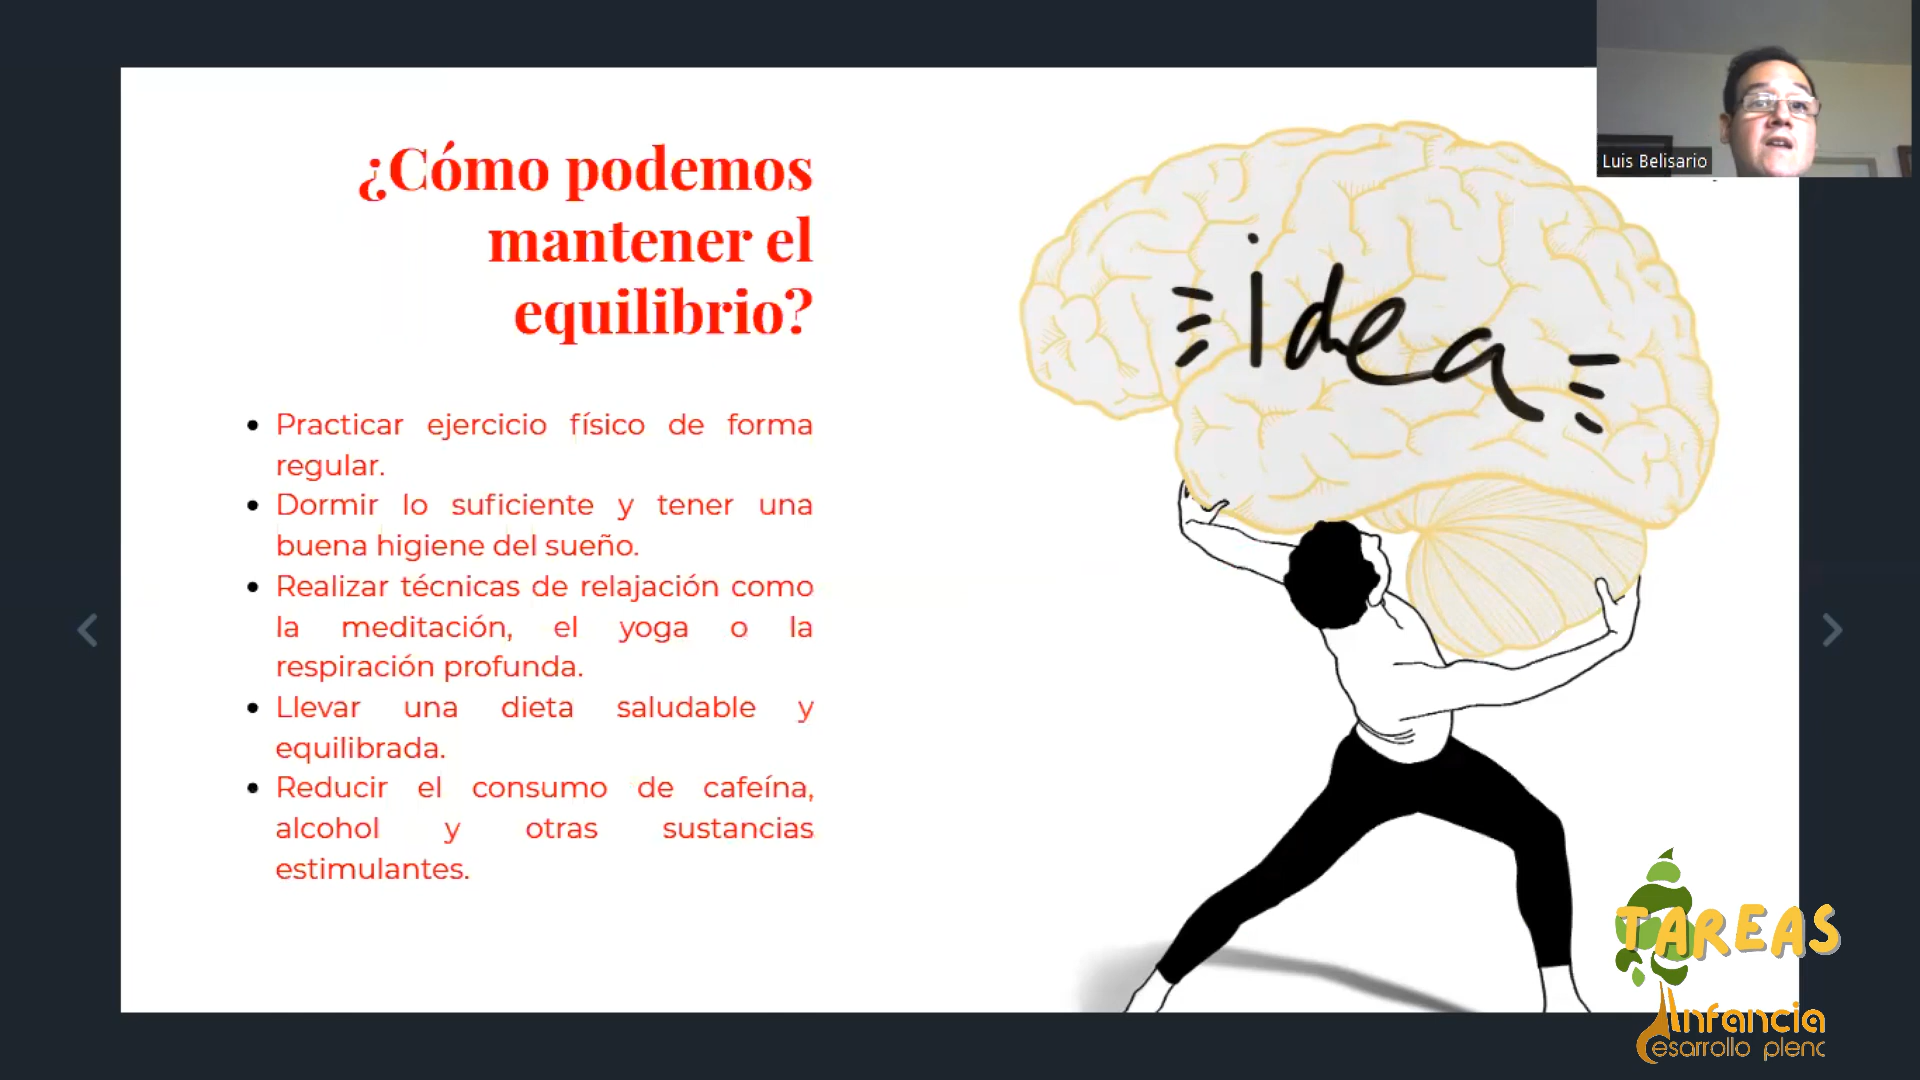 ¿Cómo podemos
mantener el
equilibrio?
Practicar ejercicio físico de forma
regular.
Dormir lo suficiente y tener una
buena higiene del sueño.
Realizar técnicas de relajación como
la meditación, el yoga o la
respiración profunda.
Llevar una dieta saludable y
equilibrada.
Reducir el consumo de cafeína,
alcohol y otras sustancias
estimulantes.
idea
Luis Belisario
TAREAS
Infancia
Desarrollo pleno